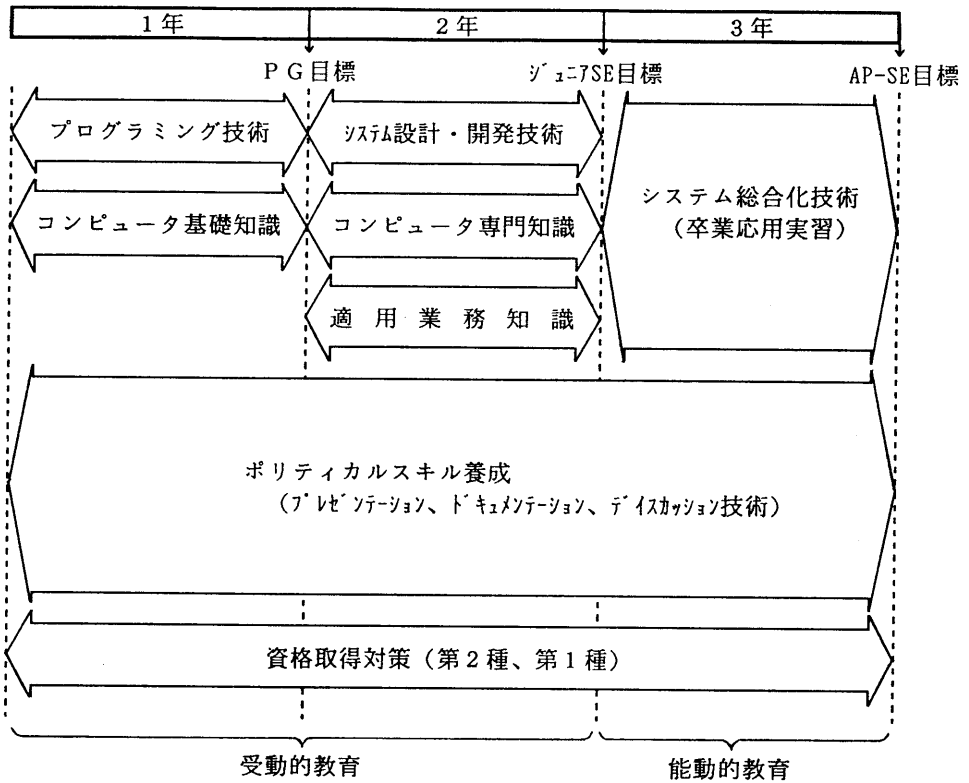 1年 2年 3年
PG目標 ジュニアSE目標 AP-SE目標
プログラミング技術 システム設計・開発技術
システム総合化技術
(卒業応用実習)
コンピュータ基礎知識 コンピュータ専門知識
適用業務知識
ポリティカルスキル養成
(プレゼンテーション、ドキュメンテーション、デイスカッション技術)
資格取得対策(第2種、第1種)
受動的教育 能動的教育